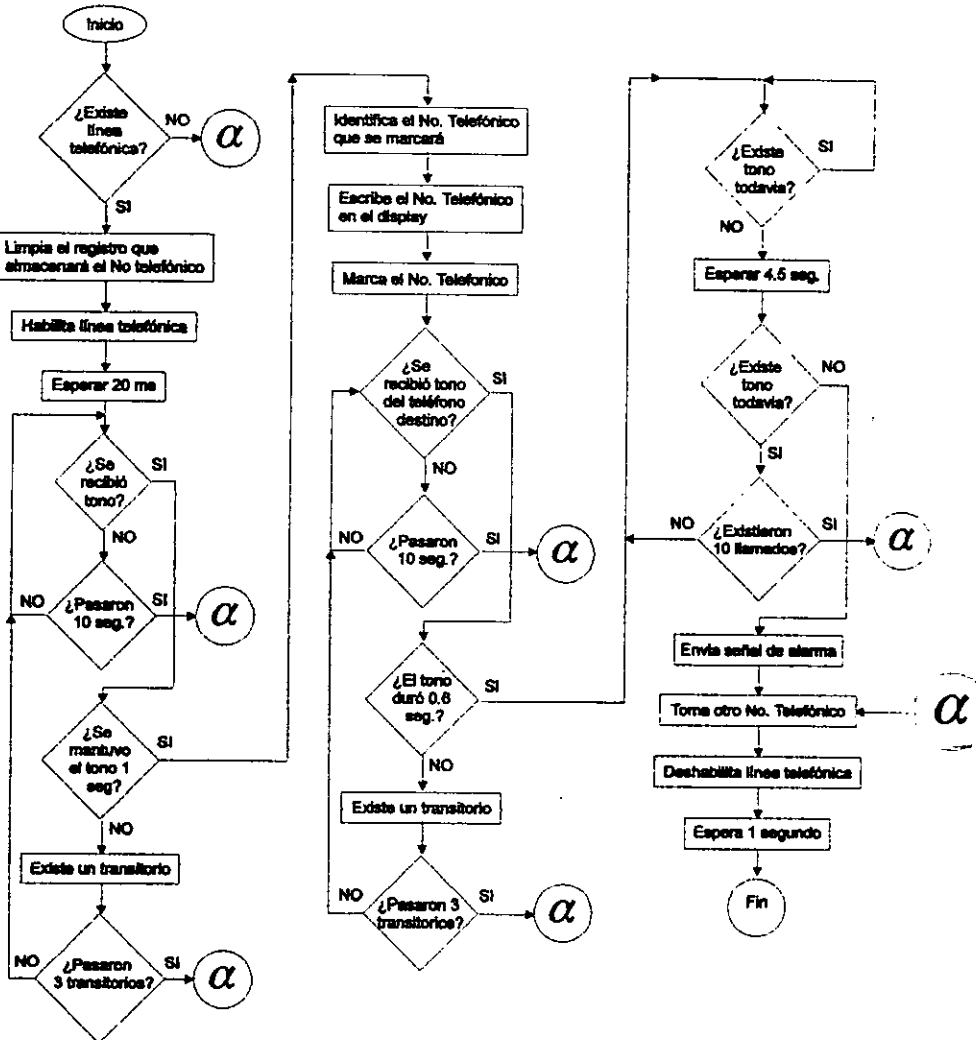 Inicio
¿Existe
línea
telefónica?
NO
α
SI
Limpia el registro que
almacenará el No telefónico
Habilita línea telefónica
Esperar 20 ms
¿Se
recibió
tono?
SI
NO
¿Pasaron
10 seg.?
NO
SI
α
¿Se
mantuvo
el tono 1
seg?
SI
NO
Existe un transitorio
¿Pasaron
3 transitorios?
NO
SI
α
Identifica el No. Telefónico
que se marcará
Escribe el No. Telefónico
en el display
Marca el No. Telefonico
¿Se
recibió tono
del teléfono
destino?
SI
NO
¿Pasaron
10 seg.?
NO
SI
α
¿El tono
duró 0.6
seg.?
SI
NO
Existe un transitorio
¿Pasaron 3
transitorios?
NO
SI
α
¿Existe
tono
todavia?
SI
NO
Esperar 4.5 seg.
¿Existe
tono
todavia?
NO
SI
¿Existieron
10 llamados?
NO
SI
α
Envia señal de alarma
Toma otro No. Telefónico
α
Deshabilita línea telefónica
Espera 1 segundo
Fin